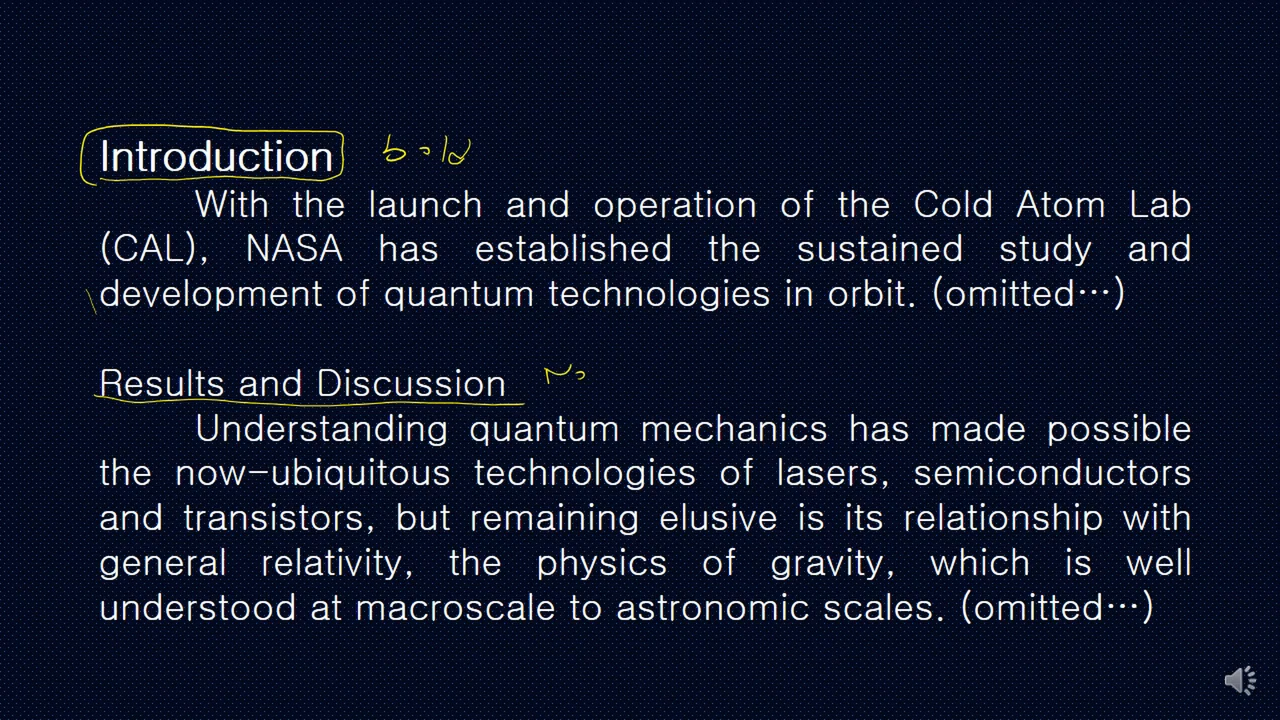 Introduction
With the launch and operation of the Cold Atom Lab
(CAL), NASA has established the sustained study and
development of quantum technologies in orbit. (omitted…)
Results and Discussion
Understanding quantum mechanics has made possible
the now-ubiquitous technologies of lasers, semiconductors
and transistors, but remaining elusive is its relationship with
general relativity, the physics of gravity, which is well
understood at macroscale to astronomic scales. (omitted…)